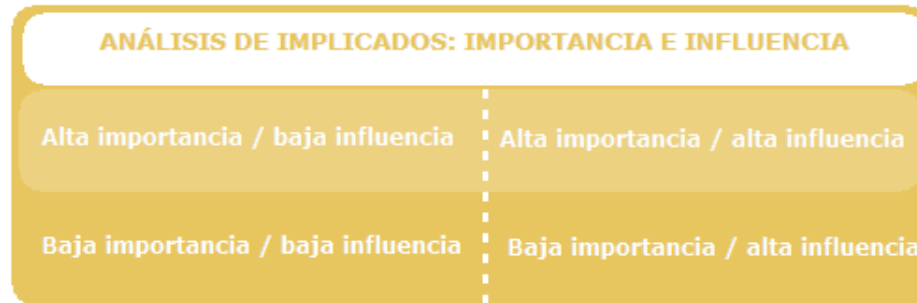 ANÁLISIS DE IMPLICADOS: IMPORTANCIA E INFLUENCIA
Alta importancia / baja influencia
Alta importancia / alta influencia
Baja importancia / baja influencia
Baja importancia / alta influencia